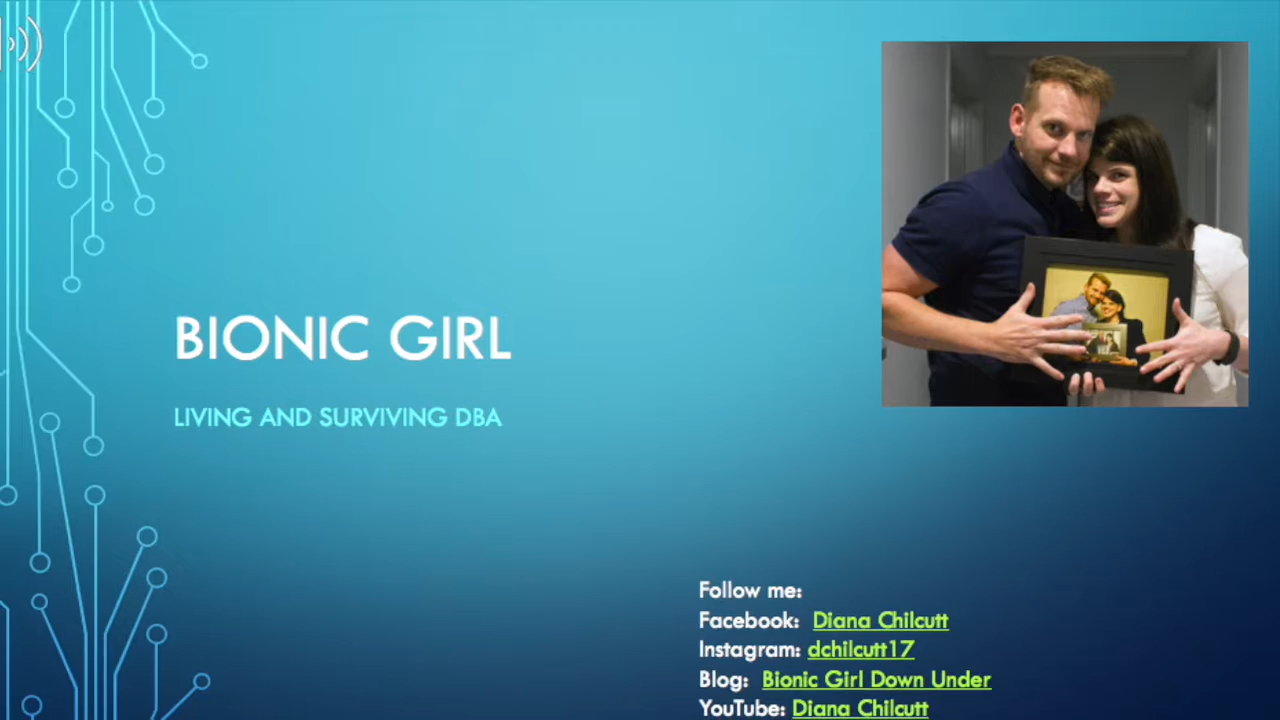 BIONIC GIRL
LIVING AND SURVIVING DBA
Follow me:
Facebook: Diana Chilcutt
Instagram: dchilcutt17
Blog: Bionic Girl Down Under
YouTube: Diana Chilcutt